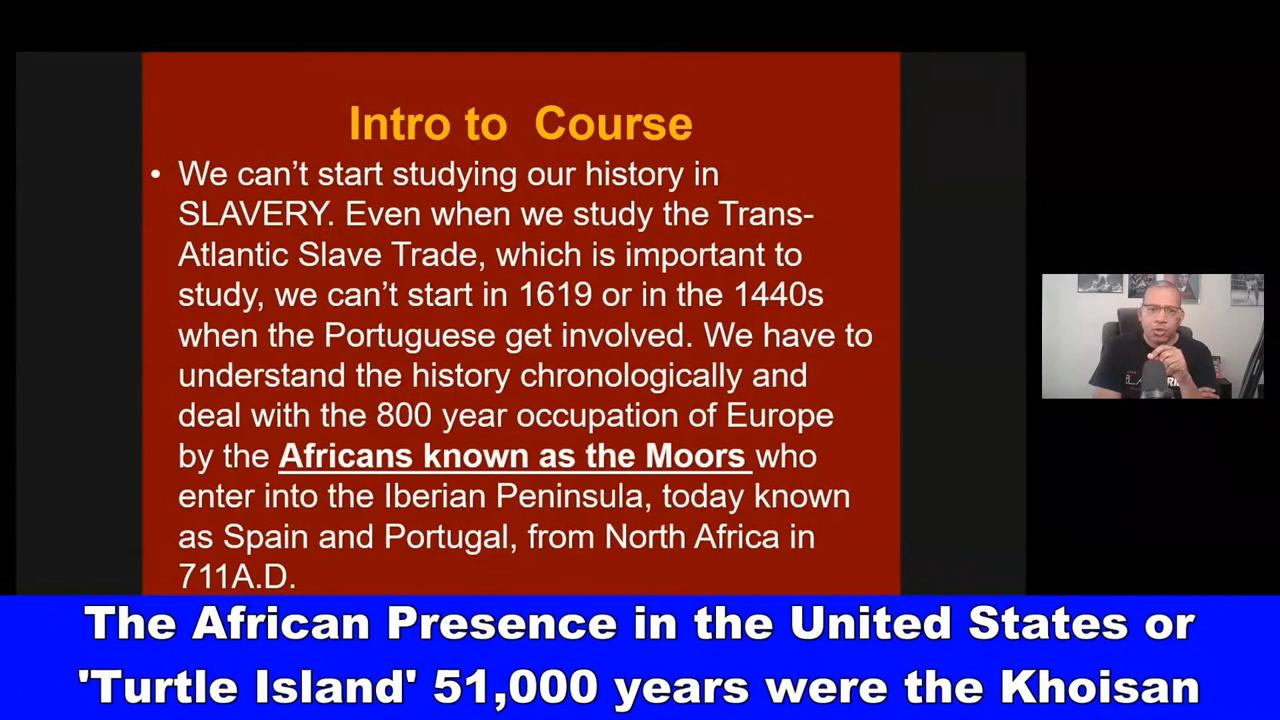 Intro to Course
• We can't start studying our history in
SLAVERY. Even when we study the Trans-
Atlantic Slave Trade, which is important to
study, we can't start in 1619 or in the 1440s
when the Portuguese get involved. We have to
understand the history chronologically and
deal with the 800 year occupation of Europe
by the Africans known as the Moors who
enter into the Iberian Peninsula, today known
as Spain and Portugal, from North Africa in
711A.D.
The African Presence in the United States or
'Turtle Island' 51,000 years were the Khoisan